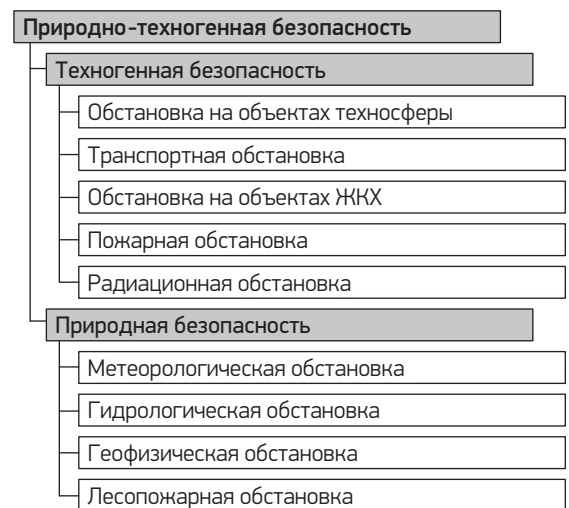 Природно-техногенная безопасность
Техногенная безопасность
Обстановка на объектах техносферы
Транспортная обстановка
Обстановка на объектах ЖКХ
Пожарная обстановка
Радиационная обстановка
Природная безопасность
Метеорологическая обстановка
Гидрологическая обстановка
Геофизическая обстановка
Лесопожарная обстановка